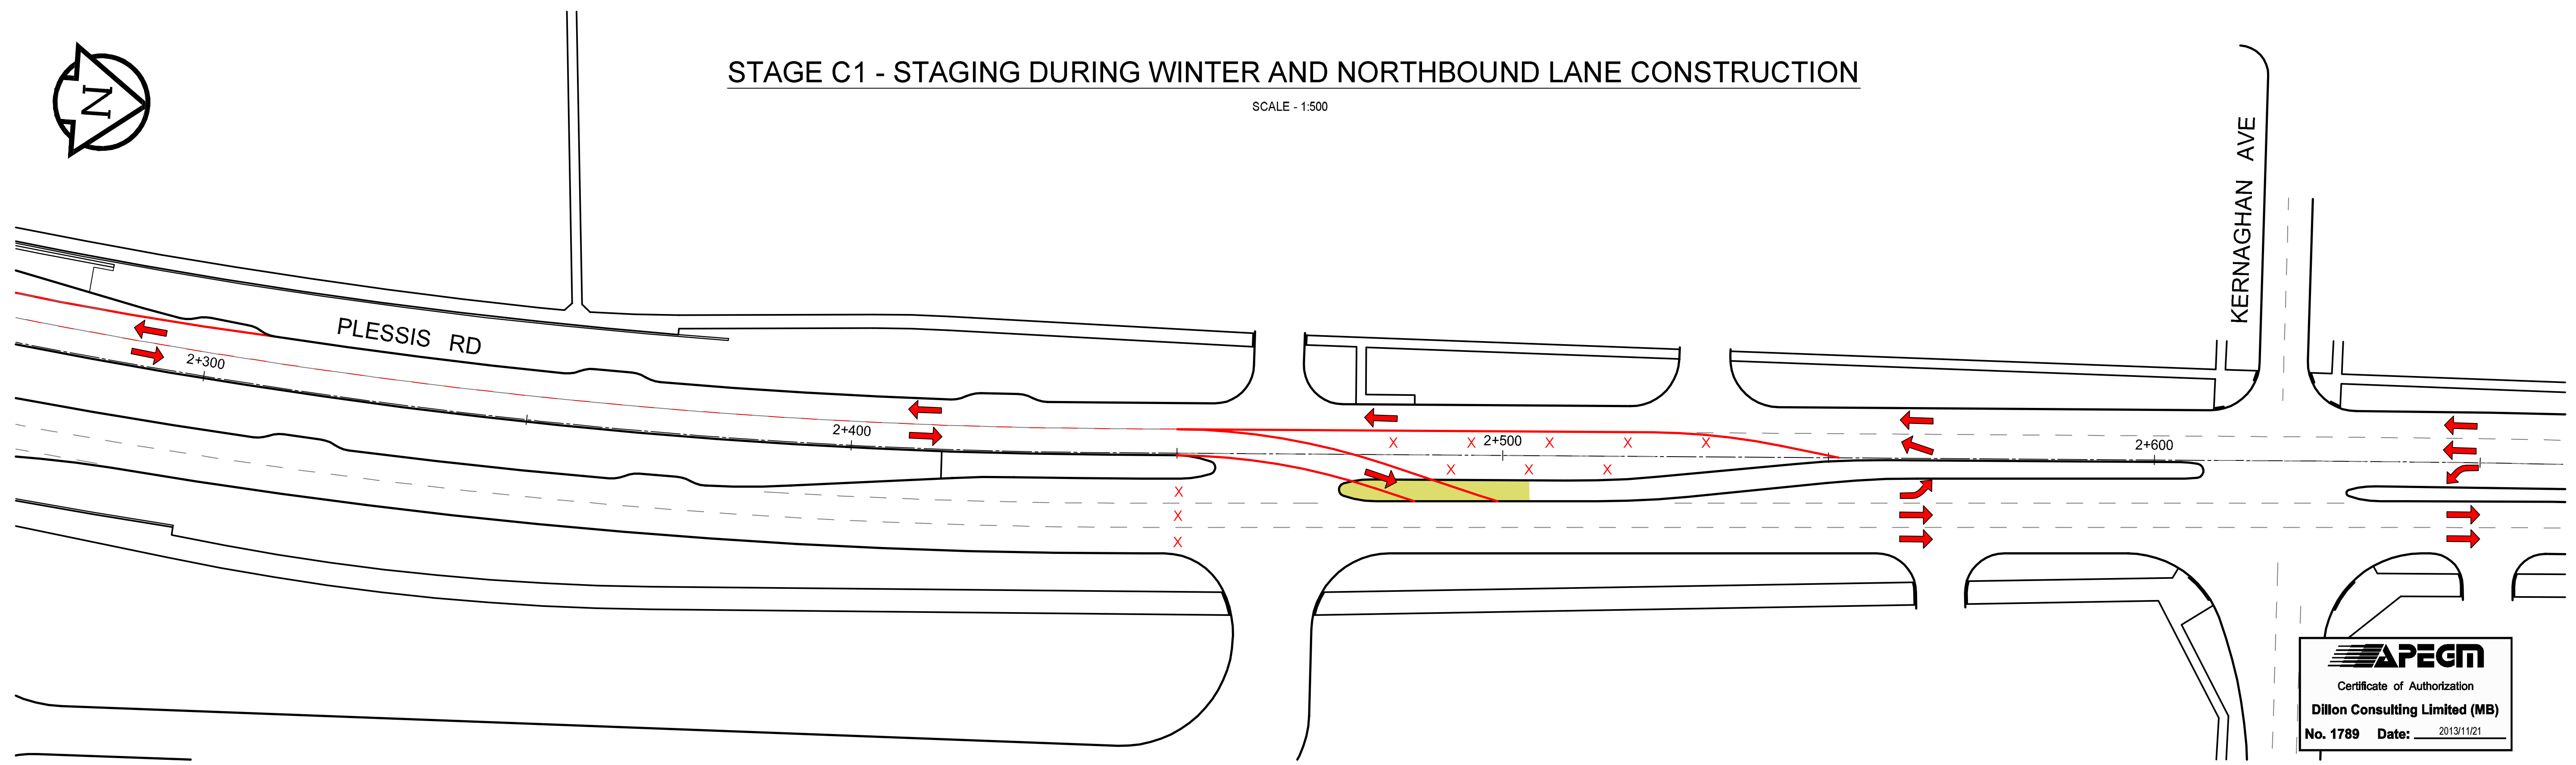 STAGE C1 - STAGING DURING WINTER AND NORTHBOUND LANE CONSTRUCTION
SCALE - 1:500
N
KERNAGHAN AVE
PLESSIS RD
2+300
2+400
2+500
2+600
X X X X X
X X X
X
X
X
APEGM
Certificate of Authorization
Dillon Consulting Limited (MB)
No. 1789 Date: 2013/11/21